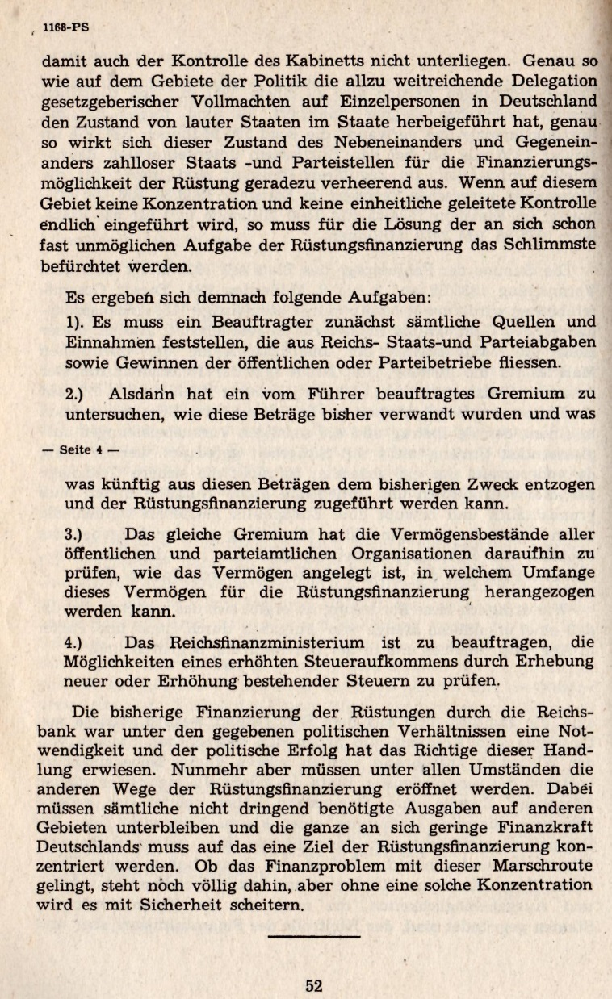 1168-PS
damit auch der Kontrolle des Kabinetts nicht unterliegen. Genau so
wie auf dem Gebiete der Politik die allzu weitreichende Delegation
gesetzgeberischer Vollmachten auf Einzelpersonen in Deutschland
den Zustand von lauter Staaten im Staate herbeigeführt hat, genau
so wirkt sich dieser Zustand des Nebeneinanders und Gegenein-
anders zahlloser Staats -und Parteistellen für die Finanzierungs-
möglichkeit der Rüstung geradezu verheerend aus. Wenn auf diesem
Gebiet keine Konzentration und keine einheitliche geleitete Kontrolle
endlich eingeführt wird, so muss für die Lösung der an sich schon
fast unmöglichen Aufgabe der Rüstungsfinanzierung das Schlimmste
befürchtet werden.
Es ergeben sich demnach folgende Aufgaben:
1). Es muss ein Beauftragter zunächst sämtliche Quellen und
Einnahmen feststellen, die aus Reichs- Staats-und Parteiabgaben
sowie Gewinnen der öffentlichen oder Parteibetriebe fliessen.
2.) Alsdann hat ein vom Führer beauftragtes Gremium zu
untersuchen, wie diese Beträge bisher verwandt wurden und was
— Seite 4 —
was künftig aus diesen Beträgen dem bisherigen Zweck entzogen
und der Rüstungsfinanzierung zugeführt werden kann.
3.) Das gleiche Gremium hat die Vermögensbestände aller
öffentlichen und parteiamtlichen Organisationen daraufhin zu
prüfen, wie das Vermögen angelegt ist, in welchem Umfange
dieses Vermögen für die Rüstungsfinanzierung herangezogen
werden kann.
4.) Das Reichsfinanzministerium ist zu beauftragen, die
Möglichkeiten eines erhöhten Steueraufkommens durch Erhebung
neuer oder Erhöhung bestehender Steuern zu prüfen.
Die bisherige Finanzierung der Rüstungen durch die Reichs-
bank war unter den gegebenen politischen Verhältnissen eine Not-
wendigkeit und der politische Erfolg hat das Richtige dieser Hand-
lung erwiesen. Nunmehr aber müssen unter allen Umständen die
anderen Wege der Rüstungsfinanzierung eröffnet werden. Dabei
müssen sämtliche nicht dringend benötigte Ausgaben auf anderen
Gebieten unterbleiben und die ganze an sich geringe Finanzkraft
Deutschlands muss auf das eine Ziel der Rüstungsfinanzierung kon-
zentriert werden. Ob das Finanzproblem mit dieser Marschroute
gelingt, steht noch völlig dahin, aber ohne eine solche Konzentration
wird es mit Sicherheit scheitern.
52